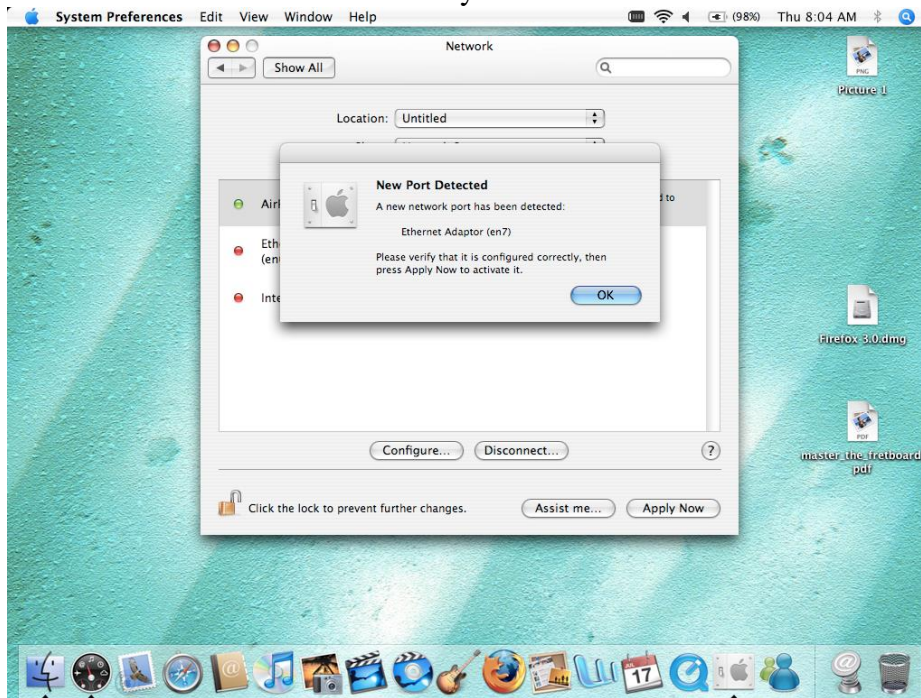 System Preferences Edit View Window Help (98%) Thu 8:04 AM
Network
Show All
PNG
Picture 1
Location: Untitled
New Port Detected
A new network port has been detected:
Ethernet Adaptor (en7)
Please verify that it is configured correctly, then
press Apply Now to activate it.
OK
to
Firefox 3.0.dmg
PDF
master_the_fretboard
pdf
Configure... Disconnect... ?
Click the lock to prevent further changes. Assist me... Apply Now
JUL
17